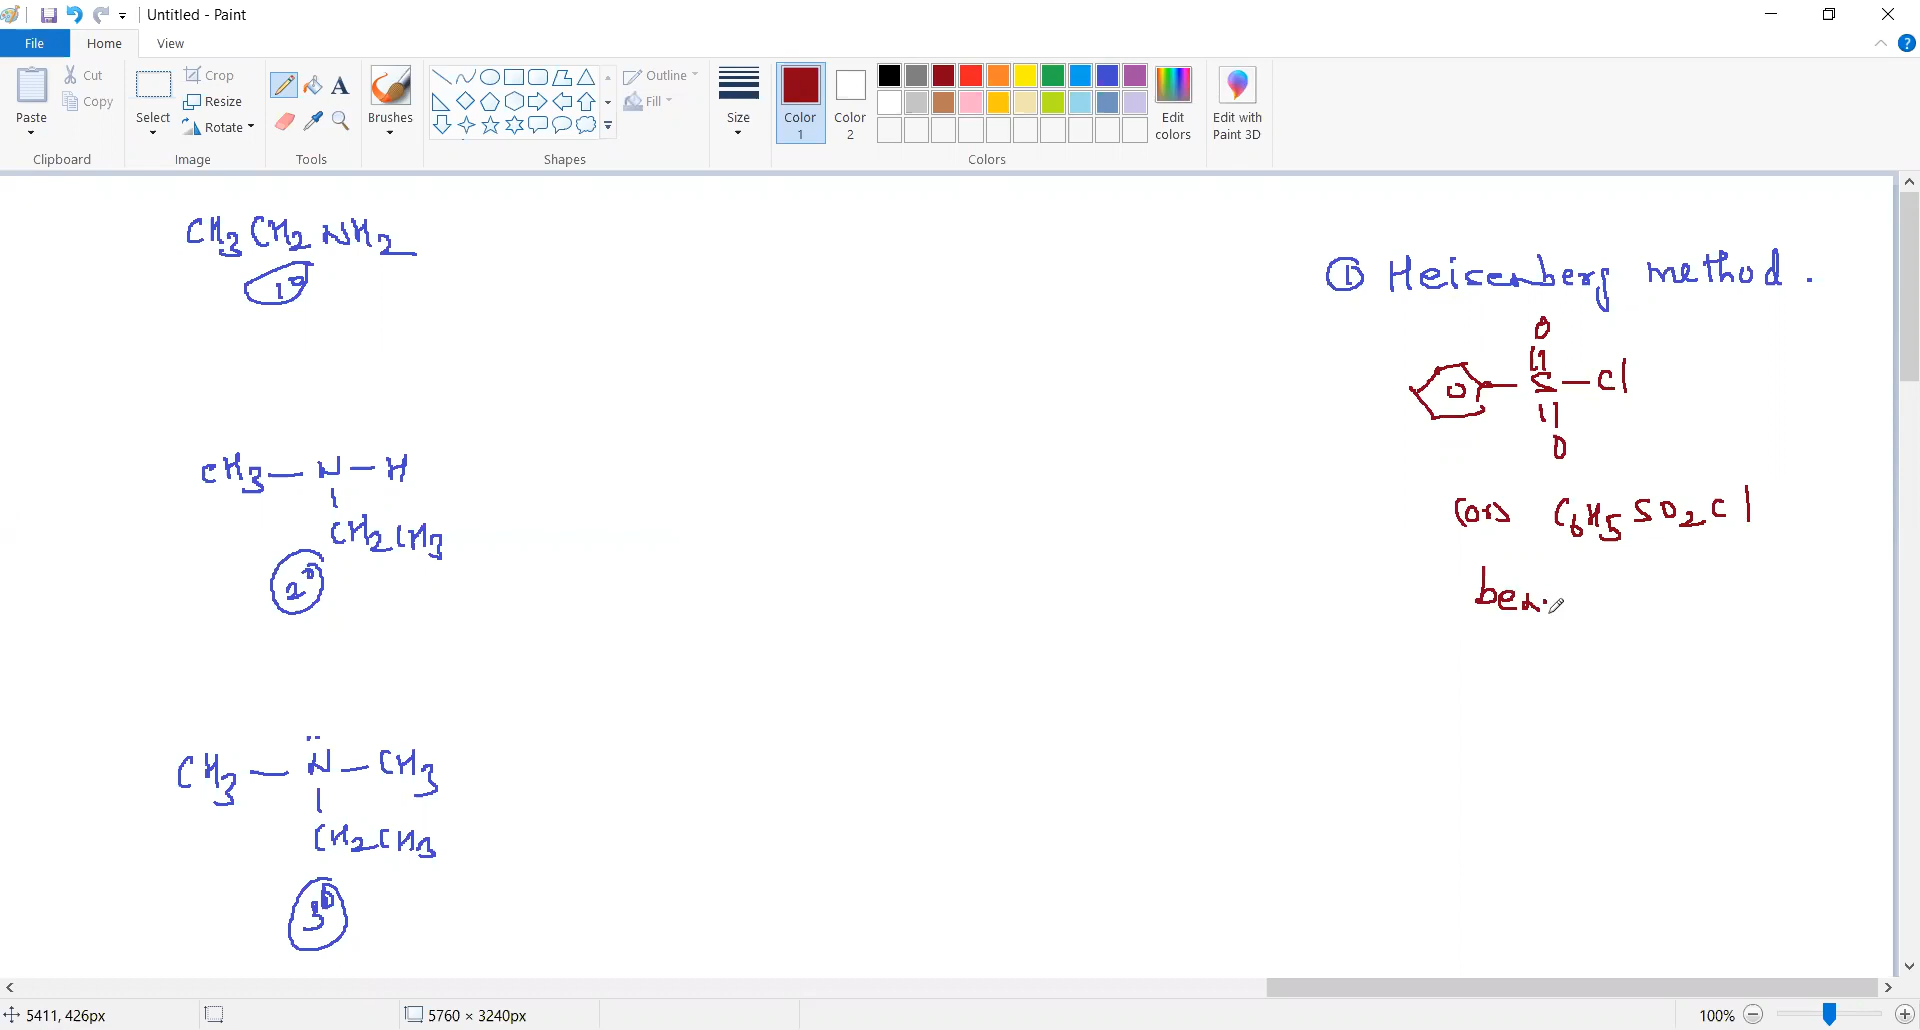 Untitled - Paint
File Home View
Paste Cut Copy Clipboard
Select Crop Resize Rotate Image
A Tools
Brushes
Outline Fill Shapes
Size
Color 1 Color 2 Edit colors Colors
Edit with Paint 3D
CH3CH2NH2
1°
CH3—N—H
CH2CH3
2°
CH3—N̈—CH3
CH2CH3
3°
① Heisenberg method.
O
S—Cl
O
(or) C6H5SO2Cl
ben
5411, 426px 5760 × 3240px 100%